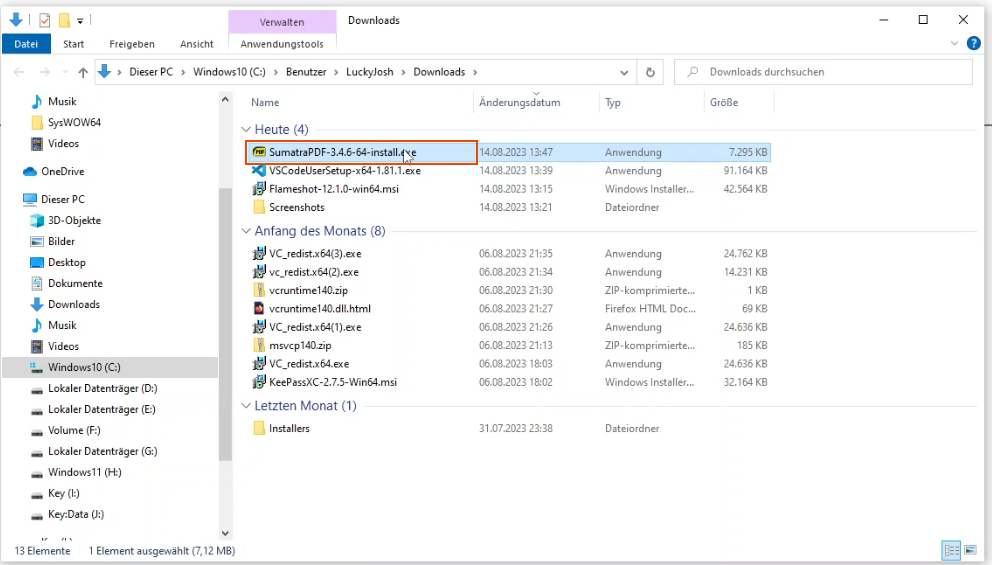 Verwalten Downloads
Datei Start Freigeben Ansicht Anwendungstools
Dieser PC Windows10 (C:) Benutzer LuckyJosh Downloads Downloads durchsuchen
Musik
SysWOW64
Videos
OneDrive
Dieser PC
3D-Objekte
Bilder
Desktop
Dokumente
Downloads
Musik
Videos
Windows10 (C:)
Lokaler Datenträger (D:)
Lokaler Datenträger (E:)
Volume (F:)
Lokaler Datenträger (G:)
Windows11 (H:)
Key (I:)
Key:Data (J:)
Name Änderungsdatum Typ Größe
Heute (4)
SumatraPDF-3.4.6-64-install.exe 14.08.2023 13:47 Anwendung 7.295 KB
VSCodeUserSetup-x64-1.81.1.exe 14.08.2023 13:39 Anwendung 91.164 KB
Flameshot-12.1.0-win64.msi 14.08.2023 13:15 Windows Installer... 42.564 KB
Screenshots 14.08.2023 13:21 Dateiordner
Anfang des Monats (8)
VC_redist.x64(3).exe 06.08.2023 21:35 Anwendung 24.762 KB
vc_redist.x64(2).exe 06.08.2023 21:34 Anwendung 14.231 KB
vcruntime140.zip 06.08.2023 21:30 ZIP-komprimierte... 1 KB
vcruntime140.dll.html 06.08.2023 21:30 Firefox HTML Doc... 69 KB
VC_redist.x64(1).exe 06.08.2023 21:26 Anwendung 24.636 KB
msvcp140.zip 06.08.2023 21:13 ZIP-komprimierte... 185 KB
VC_redist.x64.exe 06.08.2023 18:03 Anwendung 24.636 KB
KeePassXC-2.7.5-Win64.msi 06.08.2023 18:02 Windows Installer... 32.164 KB
Letzten Monat (1)
Installers 31.07.2023 23:38 Dateiordner
13 Elemente 1 Element ausgewählt (7,12 MB)